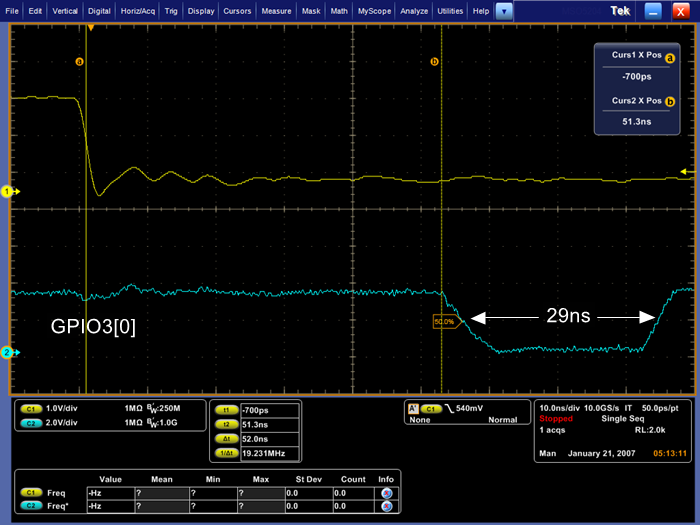 File Edit Vertical Digital Horiz/Acq Trig Display Cursors Measure Mask Math MyScope Analyze Utilities Help Tek X
a b
Curs1 X Pos a
-700ps
Curs2 X Pos b
51.3ns
1
GPIO3[0]
50.0%
29ns
2
C1 1.0V/div 1MΩ BW:250M
C2 2.0V/div 1MΩ BW:1.0G
t1 -700ps
t2 51.3ns
Δt 52.0ns
1/Δt 19.231MHz
A' C1 540mV
None Normal
10.0ns/div 10.0GS/s IT 50.0ps/pt
Stopped Single Seq
1 acqs RL:2.0k
Man January 21, 2007 05:13:11
Value Mean Min Max St Dev Count Info
C1 Freq -Hz ? ? ? 0.0 0.0
C2 Freq* -Hz ? ? ? 0.0 0.0